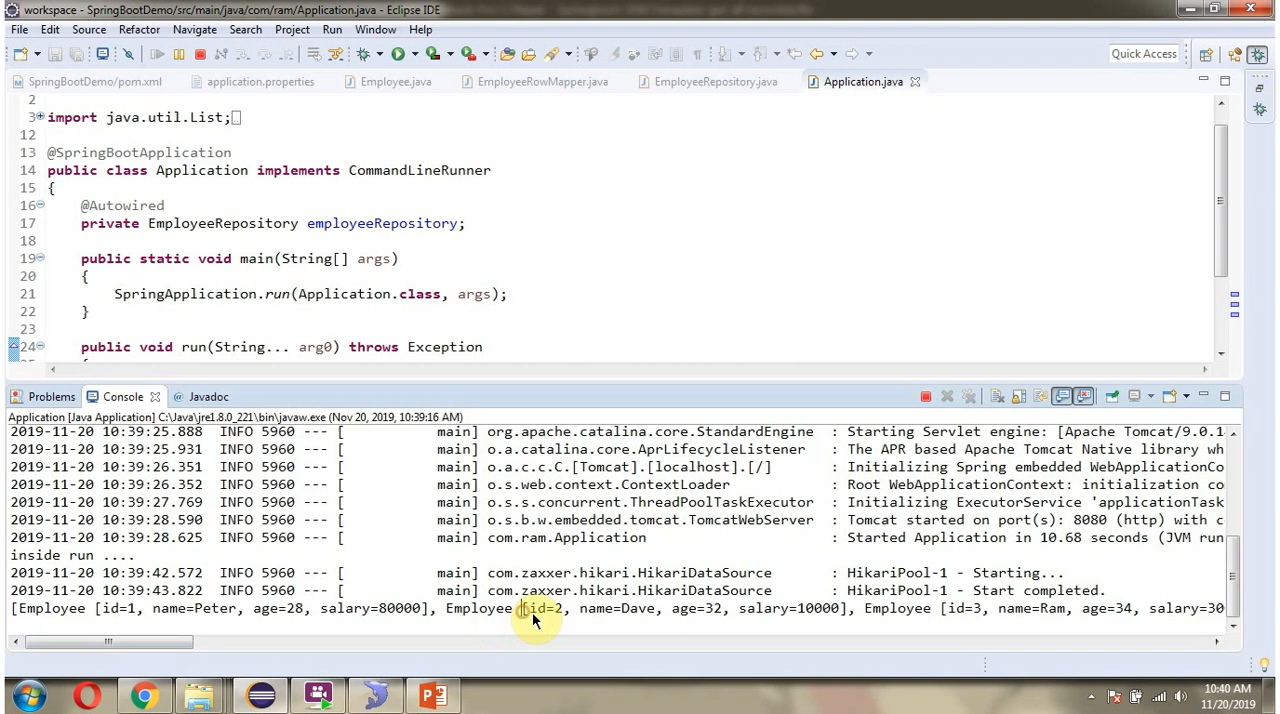 workspace - SpringBootDemo/src/main/java/com/ram/Application.java - Eclipse IDE
File Edit Source Refactor Navigate Search Project Run Window Help
Quick Access
SpringBootDemo/pom.xml application.properties Employee.java EmployeeRowMapper.java EmployeeRepository.java Application.java
2
3 import java.util.List;
12
13 @SpringBootApplication
14 public class Application implements CommandLineRunner
15 {
16 @Autowired
17 private EmployeeRepository employeeRepository;
18
19 public static void main(String[] args)
20 {
21 SpringApplication.run(Application.class, args);
22 }
23
24 public void run(String... arg0) throws Exception
Problems Console @ Javadoc
Application [Java Application] C:\Java\jre1.8.0_221\bin\javaw.exe (Nov 20, 2019, 10:39:16 AM)
2019-11-20 10:39:25.888 INFO 5960 --- [ main] org.apache.catalina.core.StandardEngine : Starting Servlet engine: [Apache Tomcat/9.0.1
2019-11-20 10:39:25.931 INFO 5960 --- [ main] o.a.catalina.core.AprLifecycleListener : The APR based Apache Tomcat Native library wh
2019-11-20 10:39:26.351 INFO 5960 --- [ main] o.a.c.c.C.[Tomcat].[localhost].[/] : Initializing Spring embedded WebApplicationCo
2019-11-20 10:39:26.352 INFO 5960 --- [ main] o.s.web.context.ContextLoader : Root WebApplicationContext: initialization co
2019-11-20 10:39:27.769 INFO 5960 --- [ main] o.s.s.concurrent.ThreadPoolTaskExecutor : Initializing ExecutorService 'applicationTask
2019-11-20 10:39:28.590 INFO 5960 --- [ main] o.s.b.w.embedded.tomcat.TomcatWebServer : Tomcat started on port(s): 8080 (http) with c
2019-11-20 10:39:28.625 INFO 5960 --- [ main] com.ram.Application : Started Application in 10.68 seconds (JVM run
inside run ....
2019-11-20 10:39:42.572 INFO 5960 --- [ main] com.zaxxer.hikari.HikariDataSource : HikariPool-1 - Starting...
2019-11-20 10:39:43.822 INFO 5960 --- [ main] com.zaxxer.hikari.HikariDataSource : HikariPool-1 - Start completed.
[Employee [id=1, name=Peter, age=28, salary=80000], Employee [id=2, name=Dave, age=32, salary=10000], Employee [id=3, name=Ram, age=34, salary=30
10:40 AM
11/20/2019